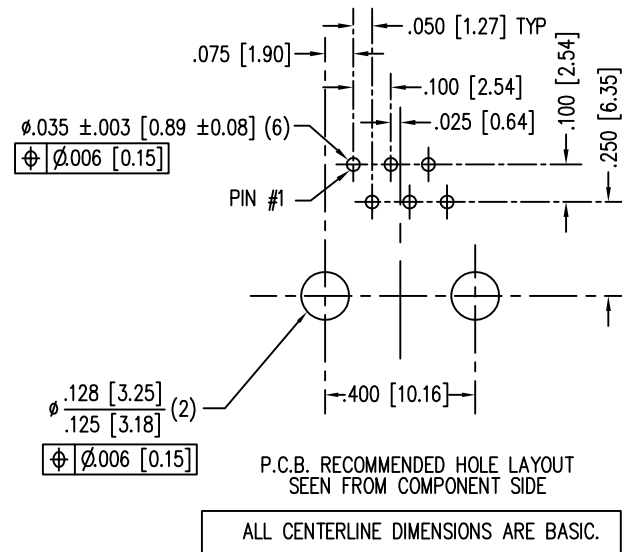 .050 [1.27] TYP
.075 [1.90]
.100 [2.54]
.025 [0.64]
.100 [2.54]
.250 [6.35]
⌀.035 ±.003 [0.89 ±0.08] (6)
⌖ ⌀.006 [0.15]
PIN #1
⌀ .128 [3.25]
.125 [3.18] (2)
⌖ ⌀.006 [0.15]
.400 [10.16]
P.C.B. RECOMMENDED HOLE LAYOUT
SEEN FROM COMPONENT SIDE
ALL CENTERLINE DIMENSIONS ARE BASIC.